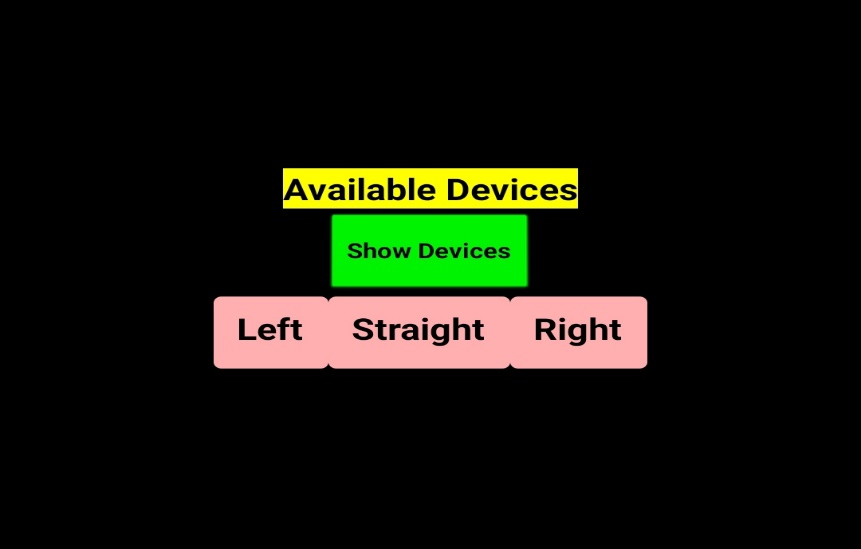 Available Devices
Show Devices
Left Straight Right